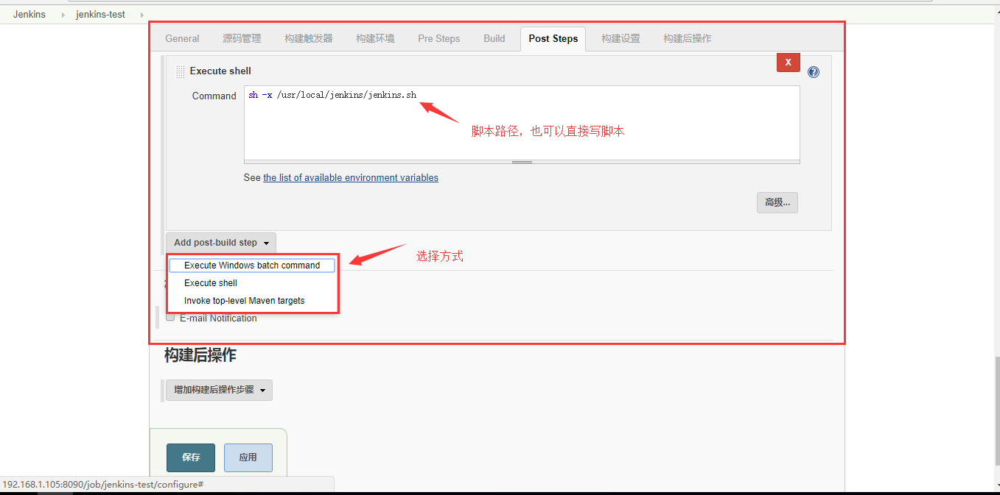 Jenkins jenkins-test
General 源码管理 构建触发器 构建环境 Pre Steps Build Post Steps 构建设置 构建后操作
X
Execute shell
?
Command
sh -x /usr/local/jenkins/jenkins.sh
脚本路径，也可以直接写脚本
See the list of available environment variables
高级...
Add post-build step
选择方式
Execute Windows batch command
Execute shell
Invoke top-level Maven targets
E-mail Notification
构建后操作
增加构建后操作步骤
保存 应用
192.168.1.105:8090/job/jenkins-test/configure#